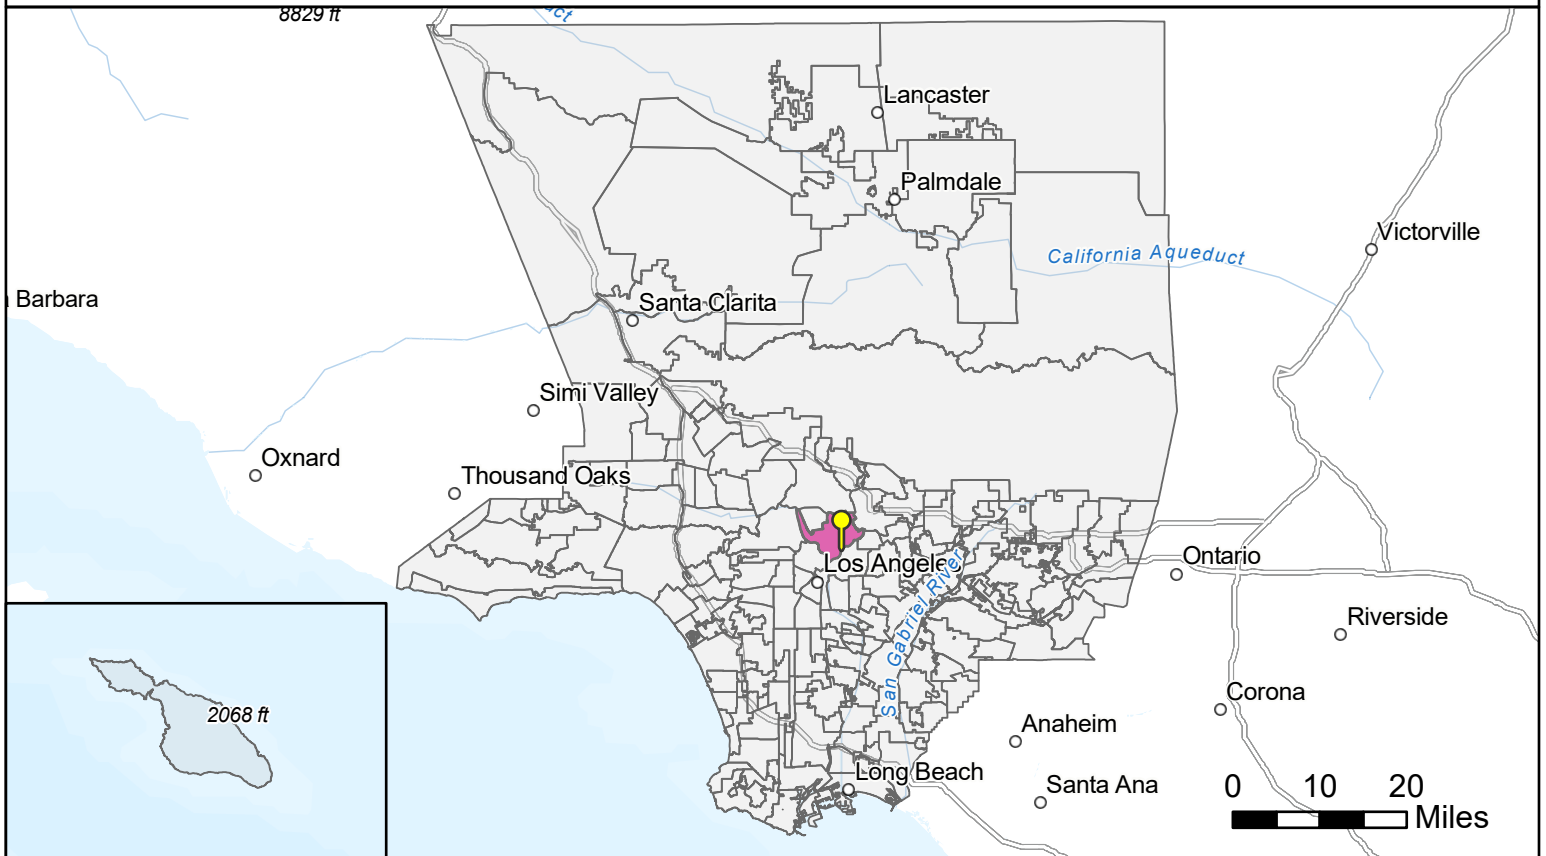 8829 ft
uct
Lancaster
Palmdale
Victorville
California Aqueduct
Barbara
Santa Clarita
Simi Valley
Oxnard
Thousand Oaks
Los Angeles
Ontario
San Gabriel River
Riverside
Corona
2068 ft
Anaheim
Long Beach
Santa Ana
0 10 20
Miles